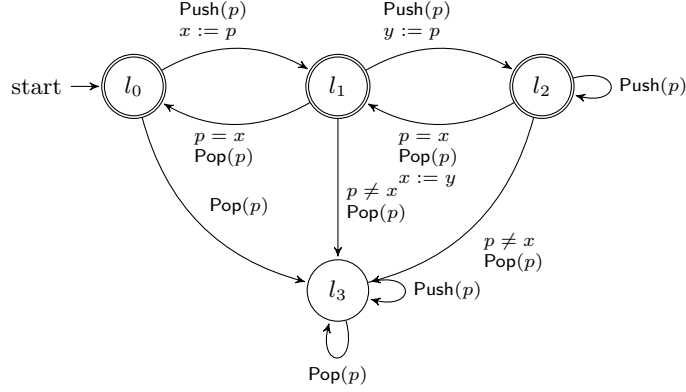 Push(p)
x := p
Push(p)
y := p
start
l0
l1
l2
Push(p)
p = x
Pop(p)
p = x
Pop(p)
x := y
p ≠ x
Pop(p)
Pop(p)
p ≠ x
Pop(p)
l3
Push(p)
Pop(p)